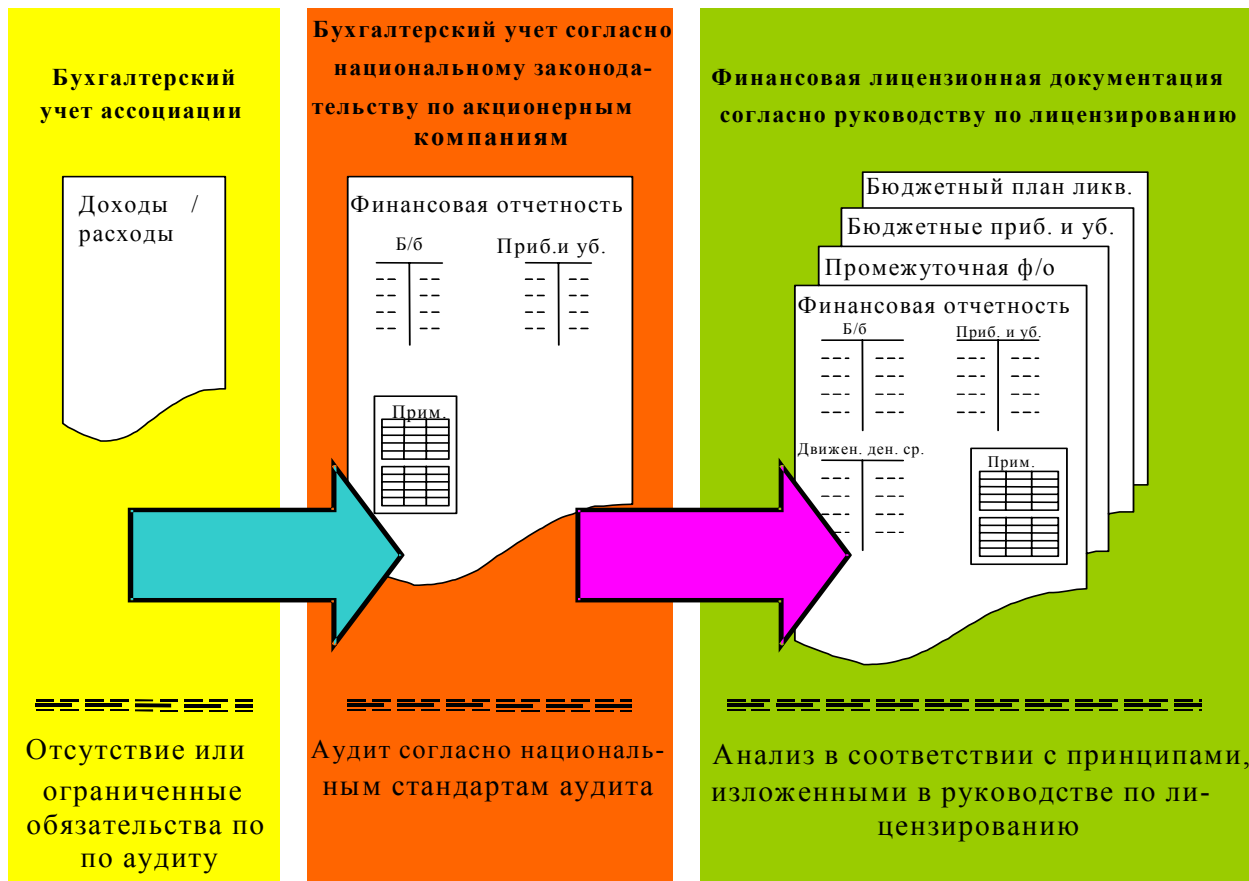 Бухгалтерский
учет ассоциации
Доходы /
расходы
Отсутствие или
ограниченные
обязательства по
по аудиту
Бухгалтерский учет согласно
национальному законода-
тельству по акционерным
компаниям
Финансовая отчетность
Б/б
Приб.и уб.
Прим.
Аудит согласно националь-
ным стандартам аудита
Финансовая лицензионная документация
согласно руководству по лицензированию
Бюджетный план ликв.
Бюджетные приб. и уб.
Промежуточная ф/о
Финансовая отчетность
Б/б
Приб. и уб.
Движен. ден. ср.
Прим.
Анализ в соответствии с принципами,
изложенными в руководстве по ли-
цензированию